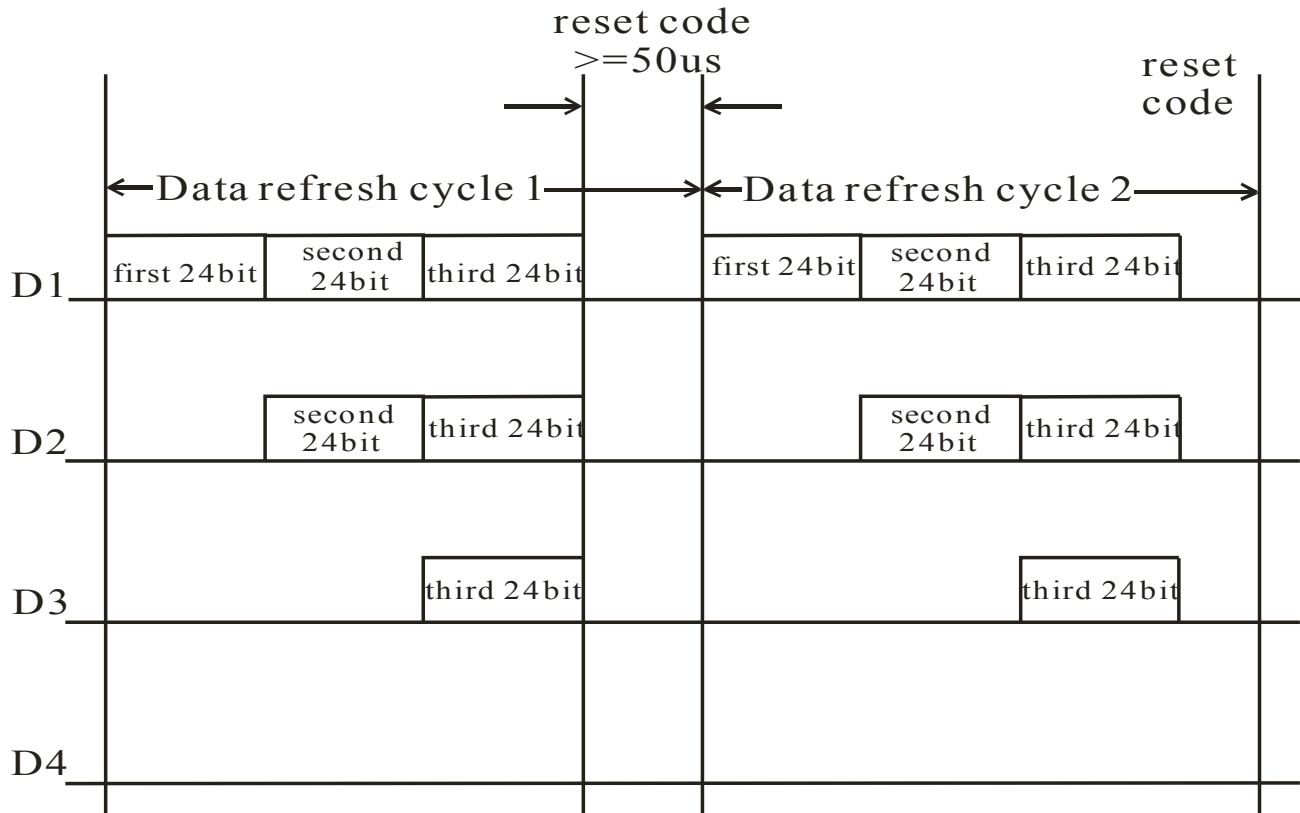 reset code
>=50us
reset
code
Data refresh cycle 1
Data refresh cycle 2
D1
first 24bit
second
24bit
third 24bit
first 24bit
second
24bit
third 24bit
D2
second
24bit
third 24bit
second
24bit
third 24bit
D3
third 24bit
third 24bit
D4